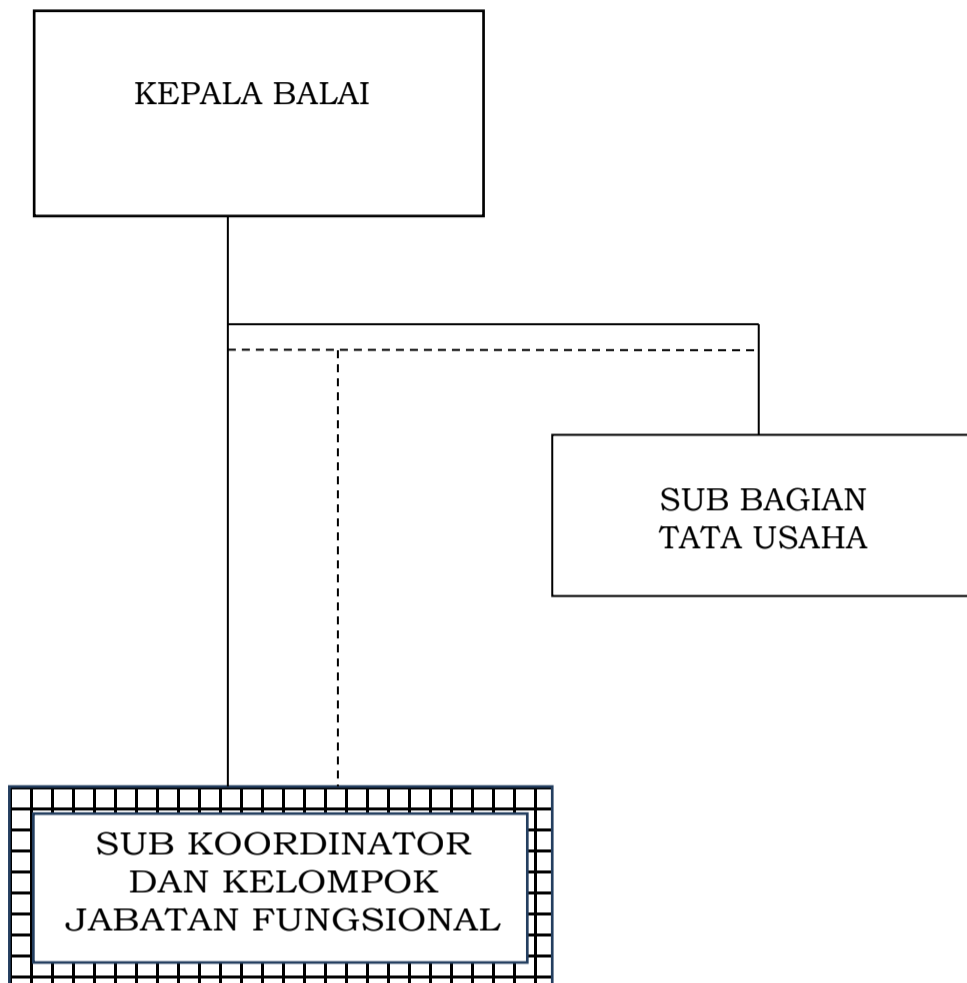 KEPALA BALAI
SUB BAGIAN
TATA USAHA
SUB KOORDINATOR
DAN KELOMPOK
JABATAN FUNGSIONAL